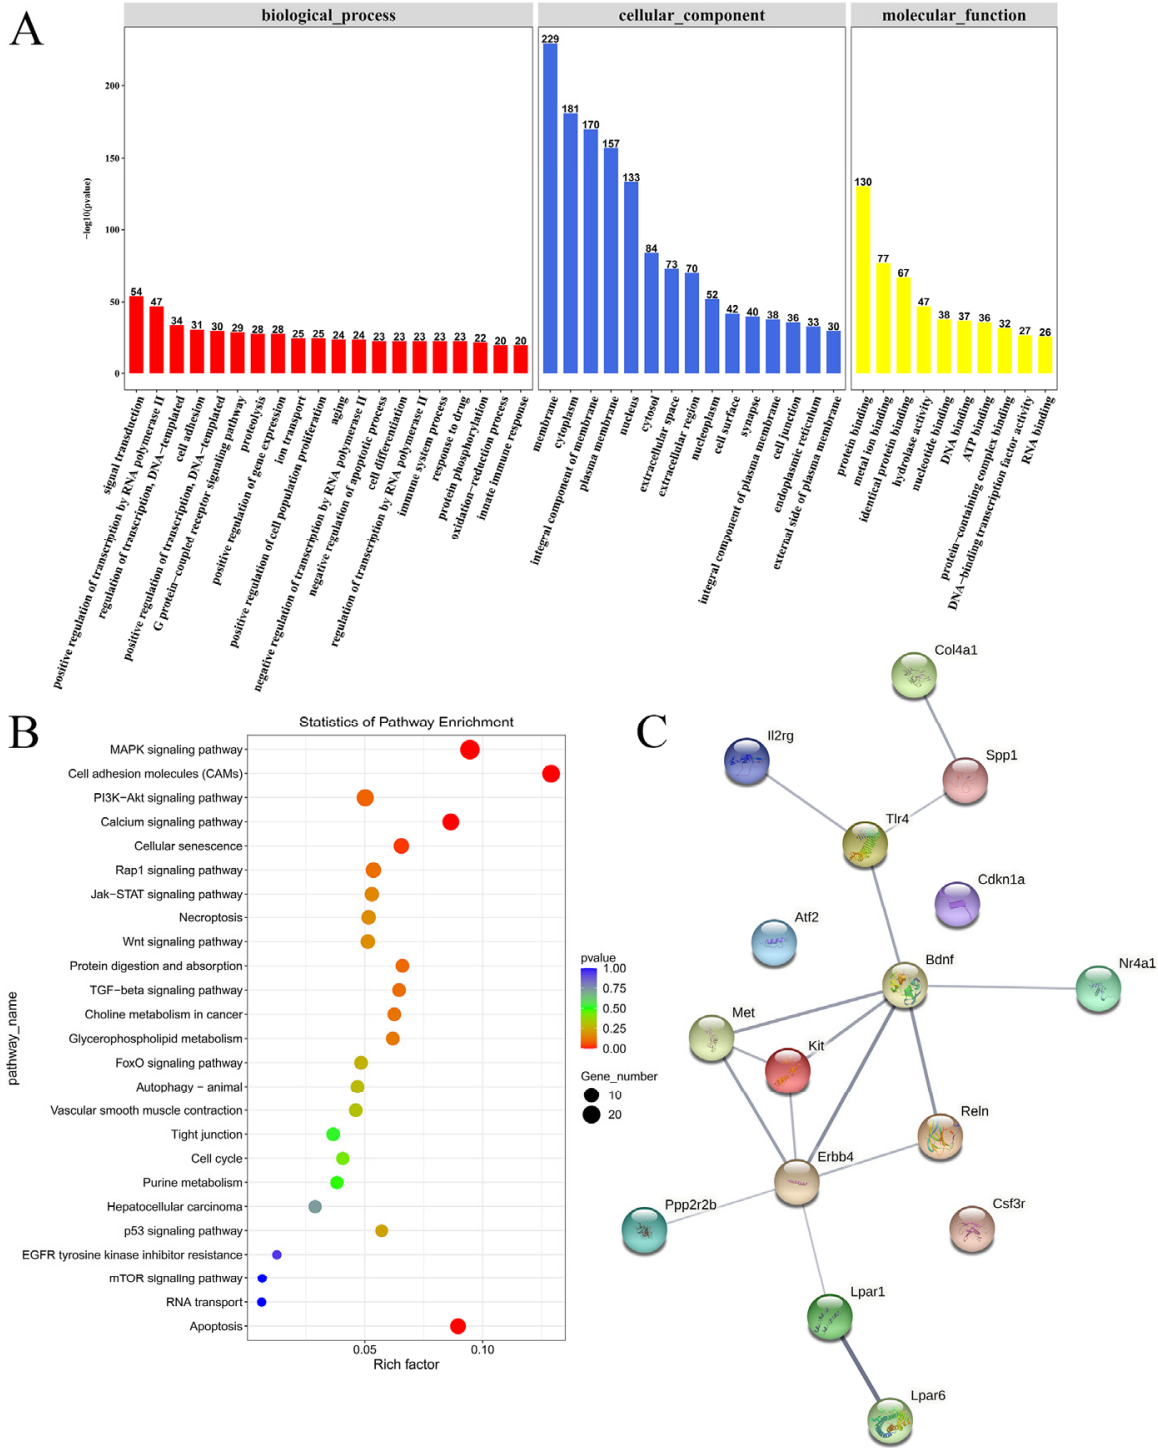 A
biological_process
cellular_component
molecular_function
−log10(pvalue)
200
150
100
50
0
54
47
34
31
30
29
28
28
25
25
24
24
23
23
23
23
23
22
20
20
229
181
170
157
133
84
73
70
52
42
40
38
36
33
30
130
77
67
47
38
37
36
32
27
26
signal transduction
positive regulation of transcription by RNA polymerase II
regulation of transcription, DNA−templated
cell adhesion
positive regulation of transcription, DNA−templated
G protein−coupled receptor signaling pathway
proteolysis
positive regulation of gene expression
ion transport
positive regulation of cell population proliferation
aging
negative regulation of transcription by RNA polymerase II
negative regulation of apoptotic process
cell differentiation
regulation of transcription by RNA polymerase II
immune system process
response to drug
protein phosphorylation
oxidation−reduction process
innate immune response
membrane
cytoplasm
integral component of membrane
plasma membrane
nucleus
cytosol
extracellular space
extracellular region
nucleoplasm
cell surface
synapse
integral component of plasma membrane
cell junction
endoplasmic reticulum
external side of plasma membrane
protein binding
metal ion binding
identical protein binding
hydrolase activity
nucleotide binding
DNA binding
ATP binding
protein−containing complex binding
DNA−binding transcription factor activity
RNA binding
B
Statistics of Pathway Enrichment
pathway_name
MAPK signaling pathway
Cell adhesion molecules (CAMs)
PI3K−Akt signaling pathway
Calcium signaling pathway
Cellular senescence
Rap1 signaling pathway
Jak−STAT signaling pathway
Necroptosis
Wnt signaling pathway
Protein digestion and absorption
TGF−beta signaling pathway
Choline metabolism in cancer
Glycerophospholipid metabolism
FoxO signaling pathway
Autophagy − animal
Vascular smooth muscle contraction
Tight junction
Cell cycle
Purine metabolism
Hepatocellular carcinoma
p53 signaling pathway
EGFR tyrosine kinase inhibitor resistance
mTOR signaling pathway
RNA transport
Apoptosis
0.05
0.10
Rich factor
pvalue
1.00
0.75
0.50
0.25
0.00
Gene_number
10
20
C
Col4a1
Il2rg
Spp1
Tlr4
Cdkn1a
Atf2
Bdnf
Nr4a1
Met
Kit
Reln
Erbb4
Ppp2r2b
Csf3r
Lpar1
Lpar6